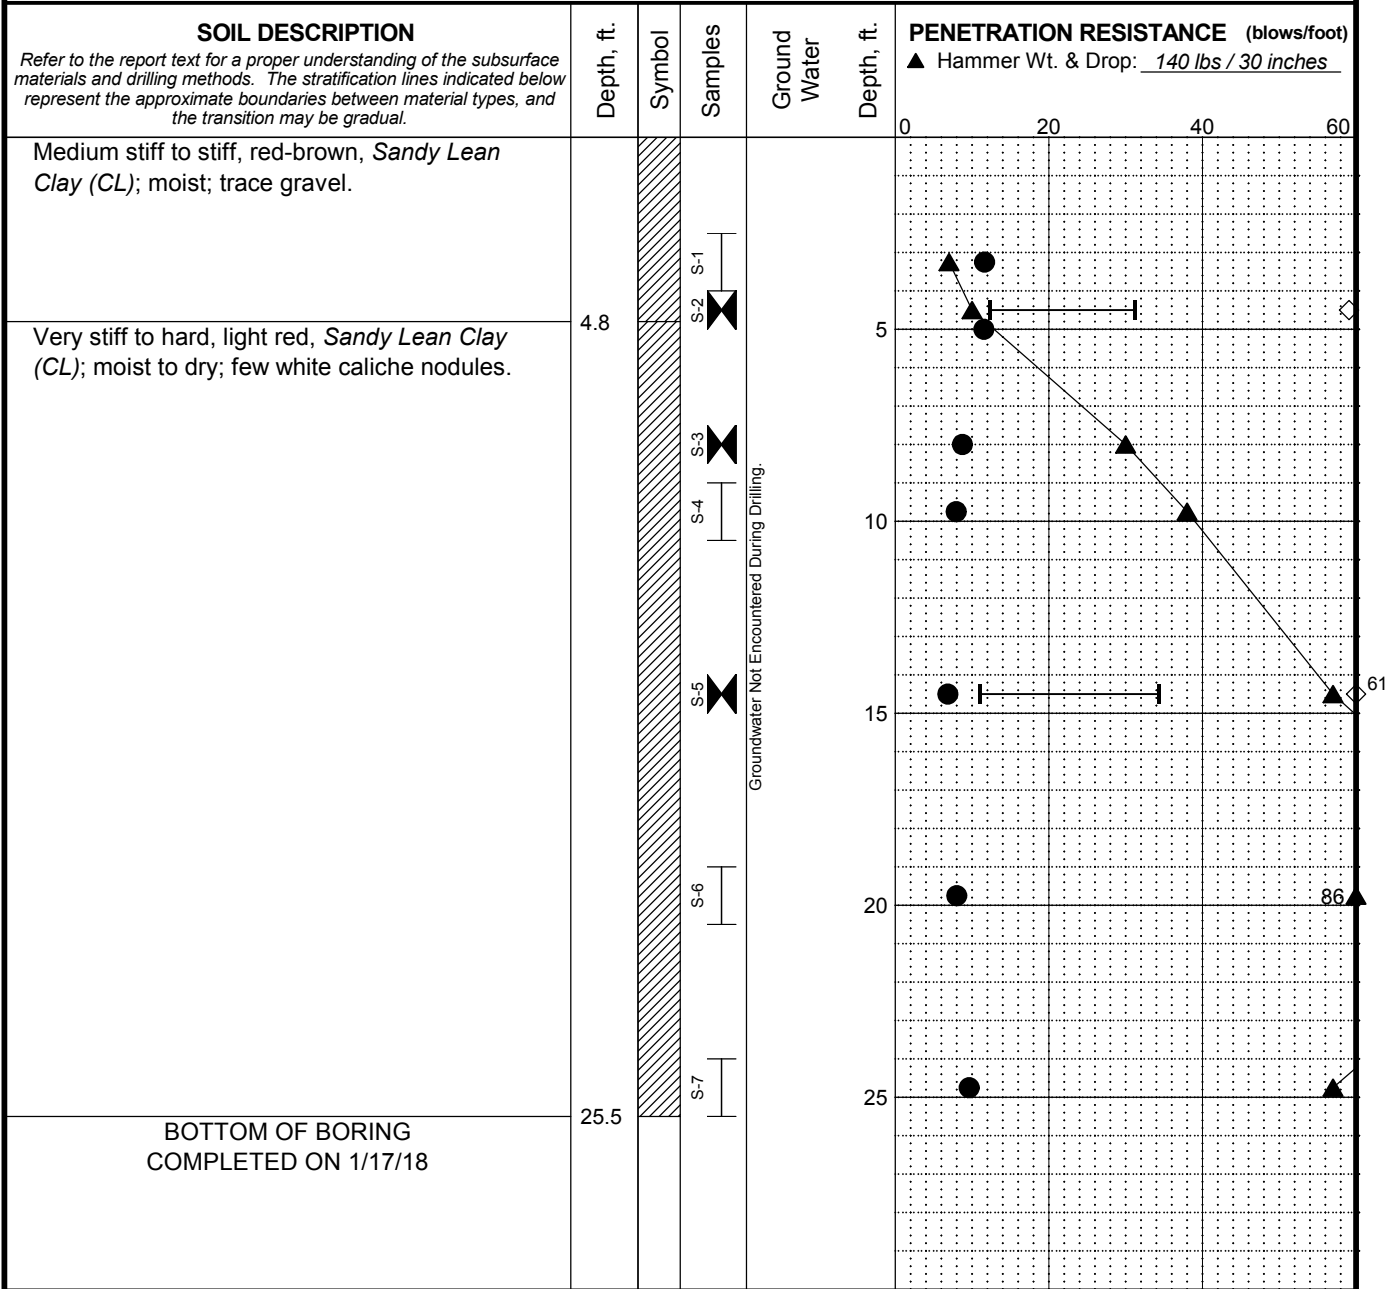 SOIL DESCRIPTION
Refer to the report text for a proper understanding of the subsurface
materials and drilling methods. The stratification lines indicated below
represent the approximate boundaries between material types, and
the transition may be gradual.
Depth, ft.
Symbol
Samples
Ground
Water
Depth, ft.
PENETRATION RESISTANCE (blows/foot)
▲ Hammer Wt. & Drop: 140 lbs / 30 inches
0 20 40 60
Medium stiff to stiff, red-brown, Sandy Lean
Clay (CL); moist; trace gravel.
S-1
S-2
4.8
5
Very stiff to hard, light red, Sandy Lean Clay
(CL); moist to dry; few white caliche nodules.
S-3
S-4
10
Groundwater Not Encountered During Drilling.
S-5
61
15
S-6
86
20
S-7
25
25.5
BOTTOM OF BORING
COMPLETED ON 1/17/18